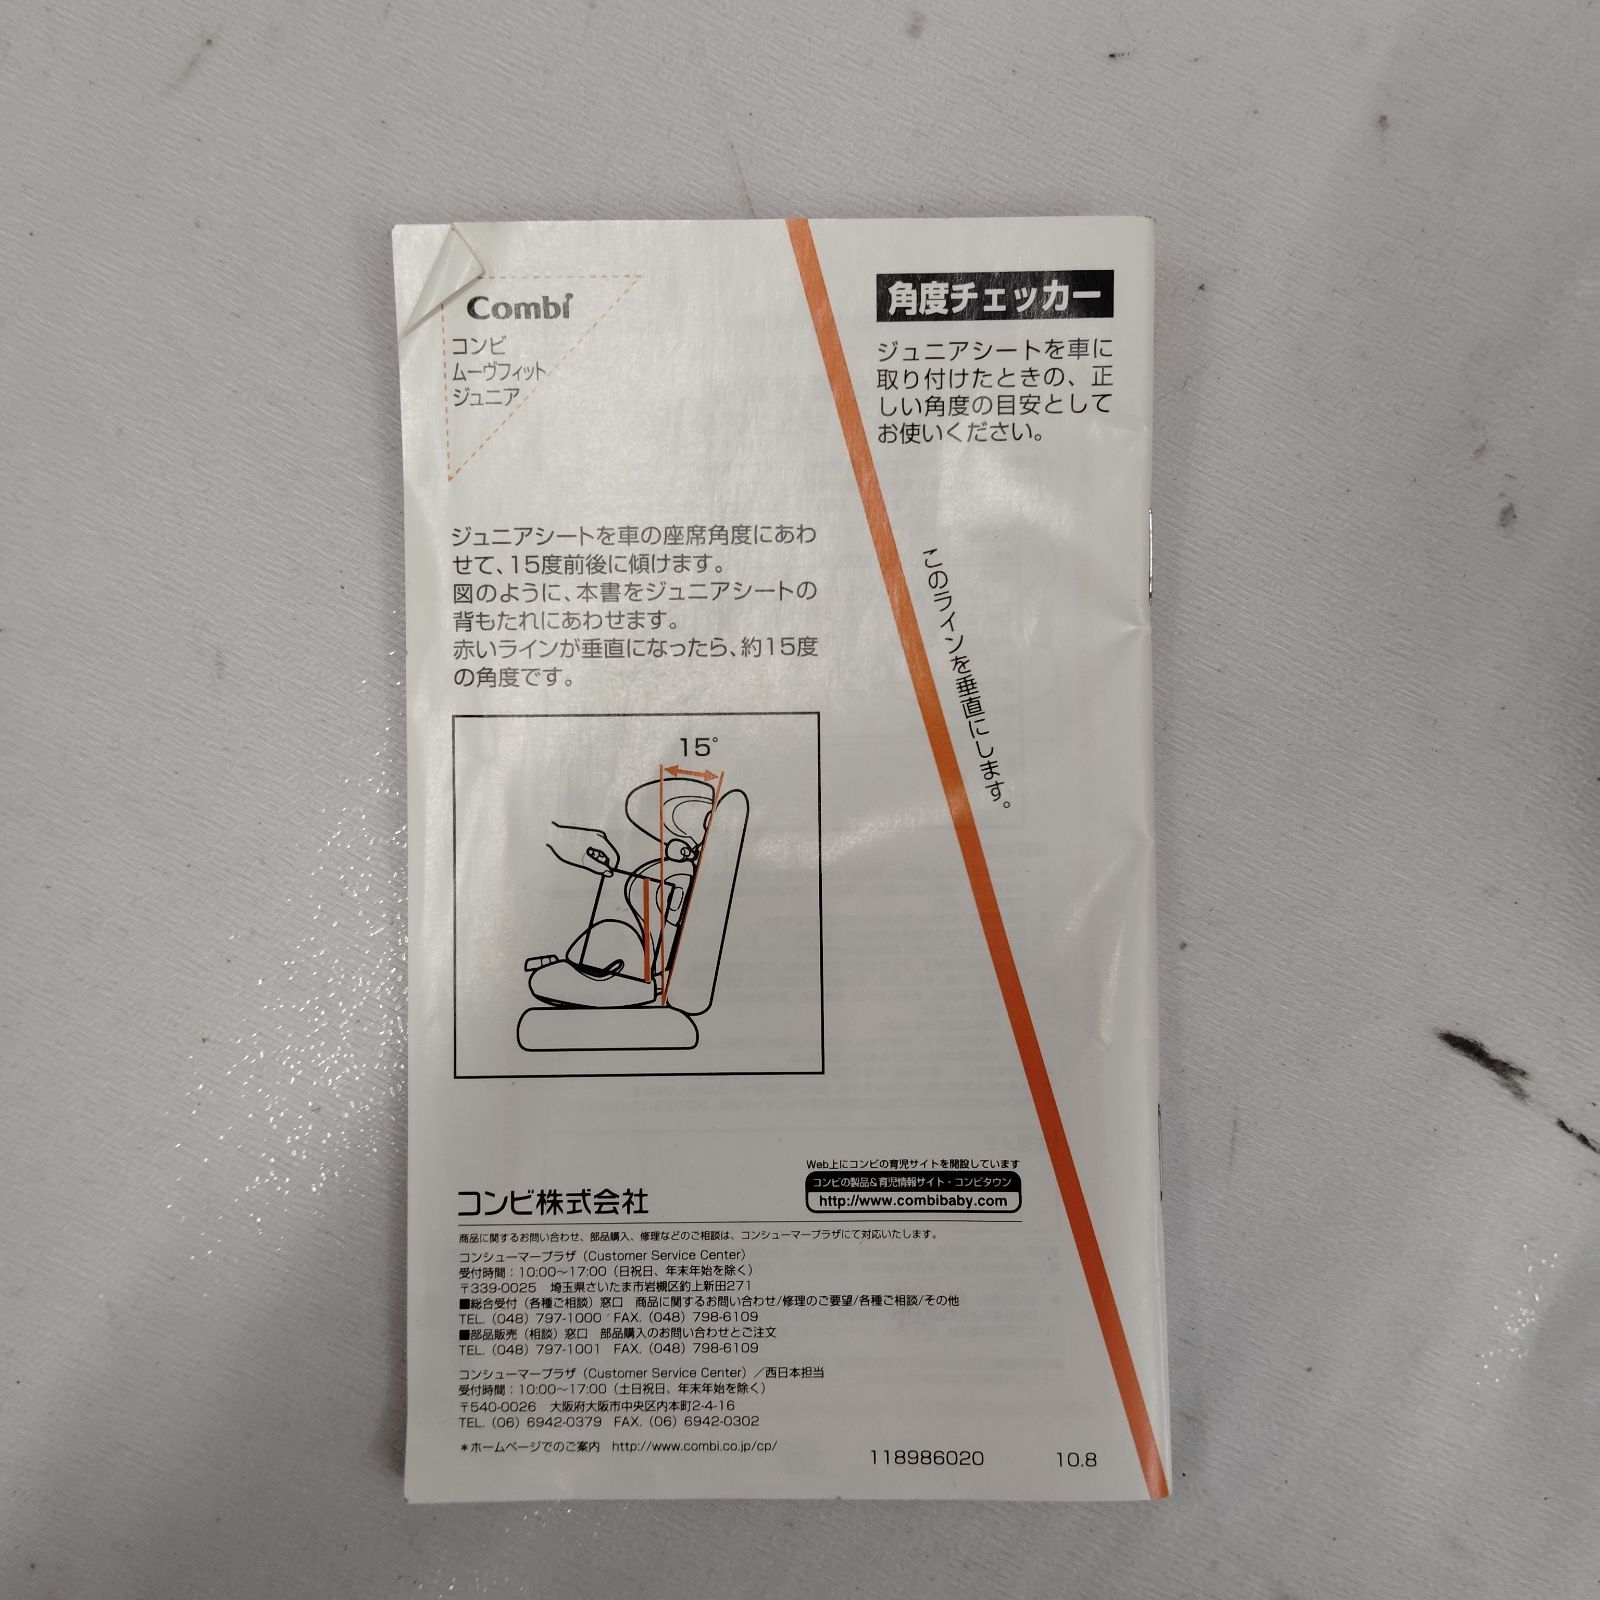 Combi
コンビ
ムーヴフィット
ジュニア
角度チェッカー
ジュニアシートを車に
取り付けたときの、正
しい角度の目安として
お使いください。
ジュニアシートを車の座席角度にあわ
せて、15度前後に傾けます。
図のように、本書をジュニアシートの
背もたれにあわせます。
赤いラインが垂直になったら、約15度
の角度です。
このラインを垂直にします。
15°
Web上にコンビの育児サイトを開設しています
コンビの製品&育児情報サイト・コンビタウン
http://www.combibaby.com
コンビ株式会社
商品に関するお問い合わせ、部品購入、修理などのご相談は、コンシューマープラザにて対応いたします。
コンシューマープラザ（Customer Service Center）
受付時間：10:00〜17:00（日祝日、年末年始を除く）
〒339-0025　埼玉県さいたま市岩槻区釣上新田271
■総合受付（各種ご相談）窓口　商品に関するお問い合わせ/修理のご要望/各種ご相談/その他
TEL.（048）797-1000　FAX.（048）798-6109
■部品販売（相談）窓口　部品購入のお問い合わせとご注文
TEL.（048）797-1001　FAX.（048）798-6109
コンシューマープラザ（Customer Service Center）／西日本担当
受付時間：10:00〜17:00（土日祝日、年末年始を除く）
〒540-0026　大阪府大阪市中央区内本町2-4-16
TEL.（06）6942-0379　FAX.（06）6942-0302
＊ホームページでのご案内　http://www.combi.co.jp/cp/
118986020
10.8